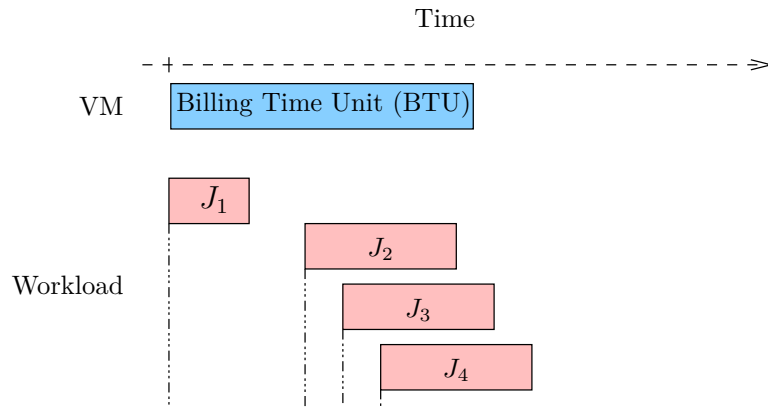 Time
VM
Billing Time Unit (BTU)
J₁
J₂
Workload
J₃
J₄